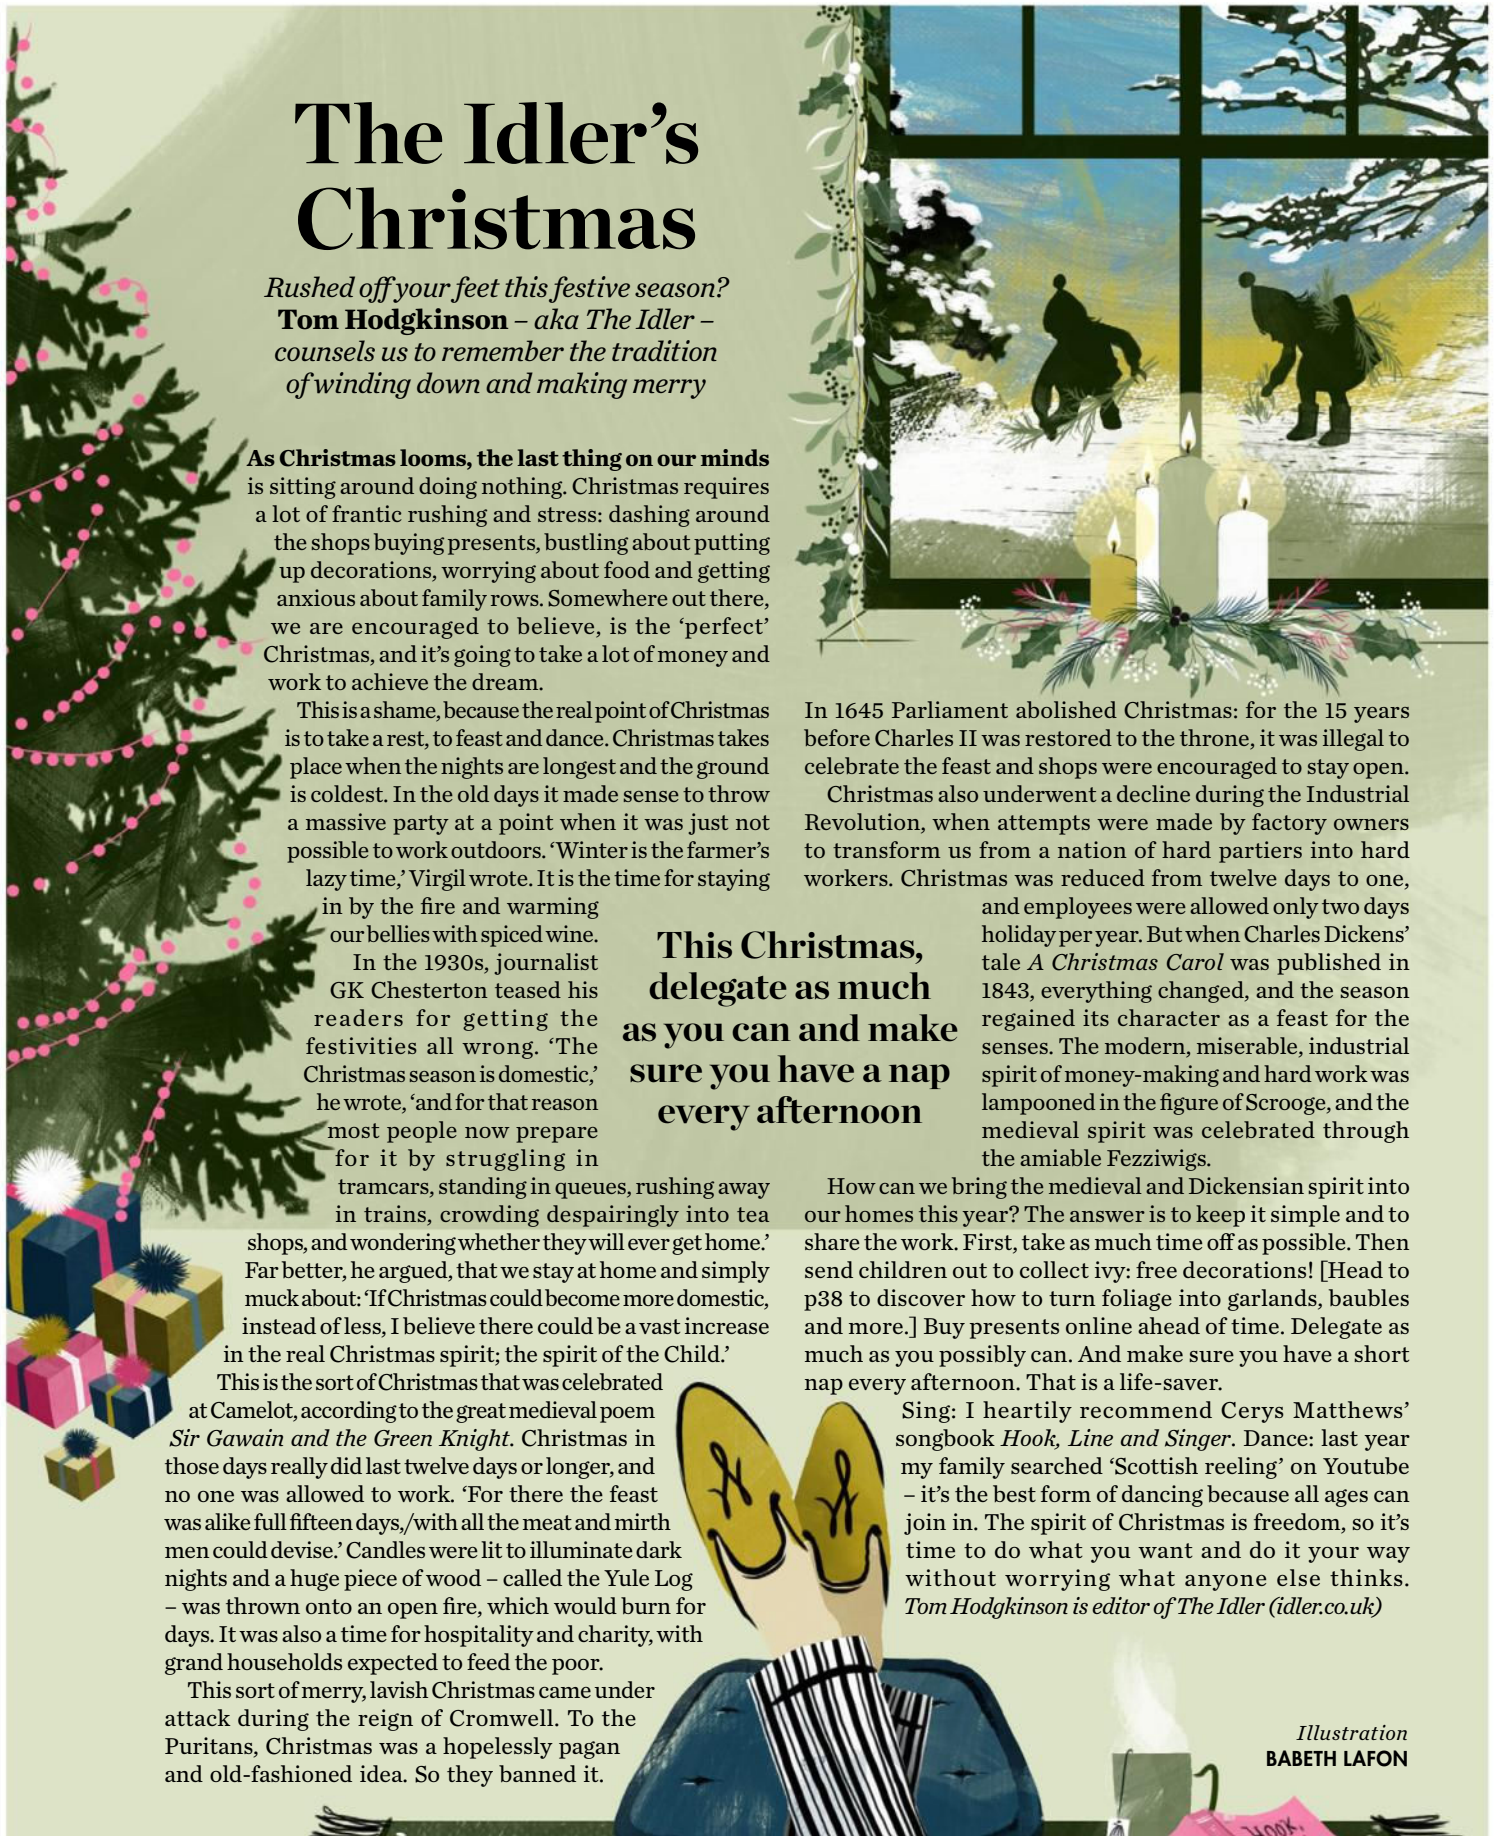 The Idler’s
Christmas
Rushed off your feet this festive season?
Tom Hodgkinson – aka The Idler –
counsels us to remember the tradition
of winding down and making merry
As Christmas looms, the last thing on our minds
is sitting around doing nothing. Christmas requires
a lot of frantic rushing and stress: dashing around
the shops buying presents, bustling about putting
up decorations, worrying about food and getting
anxious about family rows. Somewhere out there,
we are encouraged to believe, is the ‘perfect’
Christmas, and it’s going to take a lot of money and
work to achieve the dream.
This is a shame, because the real point of Christmas
is to take a rest, to feast and dance. Christmas takes
place when the nights are longest and the ground
is coldest. In the old days it made sense to throw
a massive party at a point when it was just not
possible to work outdoors. ‘Winter is the farmer’s
lazy time,’ Virgil wrote. It is the time for staying
in by the fire and warming
our bellies with spiced wine.
In the 1930s, journalist
GK Chesterton teased his
readers for getting the
festivities all wrong. ‘The
Christmas season is domestic,’
he wrote, ‘and for that reason
most people now prepare
for it by struggling in
tramcars, standing in queues, rushing away
in trains, crowding despairingly into tea
shops, and wondering whether they will ever get home.’
Far better, he argued, that we stay at home and simply
muck about: ‘If Christmas could become more domestic,
instead of less, I believe there could be a vast increase
in the real Christmas spirit; the spirit of the Child.’
This is the sort of Christmas that was celebrated
at Camelot, according to the great medieval poem
Sir Gawain and the Green Knight. Christmas in
those days really did last twelve days or longer, and
no one was allowed to work. ‘For there the feast
was alike full fifteen days,/with all the meat and mirth
men could devise.’ Candles were lit to illuminate dark
nights and a huge piece of wood – called the Yule Log
– was thrown onto an open fire, which would burn for
days. It was also a time for hospitality and charity, with
grand households expected to feed the poor.
This sort of merry, lavish Christmas came under
attack during the reign of Cromwell. To the
Puritans, Christmas was a hopelessly pagan
and old-fashioned idea. So they banned it.
In 1645 Parliament abolished Christmas: for the 15 years
before Charles II was restored to the throne, it was illegal to
celebrate the feast and shops were encouraged to stay open.
Christmas also underwent a decline during the Industrial
Revolution, when attempts were made by factory owners
to transform us from a nation of hard partiers into hard
workers. Christmas was reduced from twelve days to one,
and employees were allowed only two days
holiday per year. But when Charles Dickens’
tale A Christmas Carol was published in
1843, everything changed, and the season
regained its character as a feast for the
senses. The modern, miserable, industrial
spirit of money-making and hard work was
lampooned in the figure of Scrooge, and the
medieval spirit was celebrated through
the amiable Fezziwigs.
How can we bring the medieval and Dickensian spirit into
our homes this year? The answer is to keep it simple and to
share the work. First, take as much time off as possible. Then
send children out to collect ivy: free decorations! [Head to
p38 to discover how to turn foliage into garlands, baubles
and more.] Buy presents online ahead of time. Delegate as
much as you possibly can. And make sure you have a short
nap every afternoon. That is a life-saver.
Sing: I heartily recommend Cerys Matthews’
songbook Hook, Line and Singer. Dance: last year
my family searched ‘Scottish reeling’ on Youtube
– it’s the best form of dancing because all ages can
join in. The spirit of Christmas is freedom, so it’s
time to do what you want and do it your way
without worrying what anyone else thinks.
Tom Hodgkinson is editor of The Idler (idler.co.uk)
This Christmas,
delegate as much
as you can and make
sure you have a nap
every afternoon
Illustration
BABETH LAFON
HOOK,